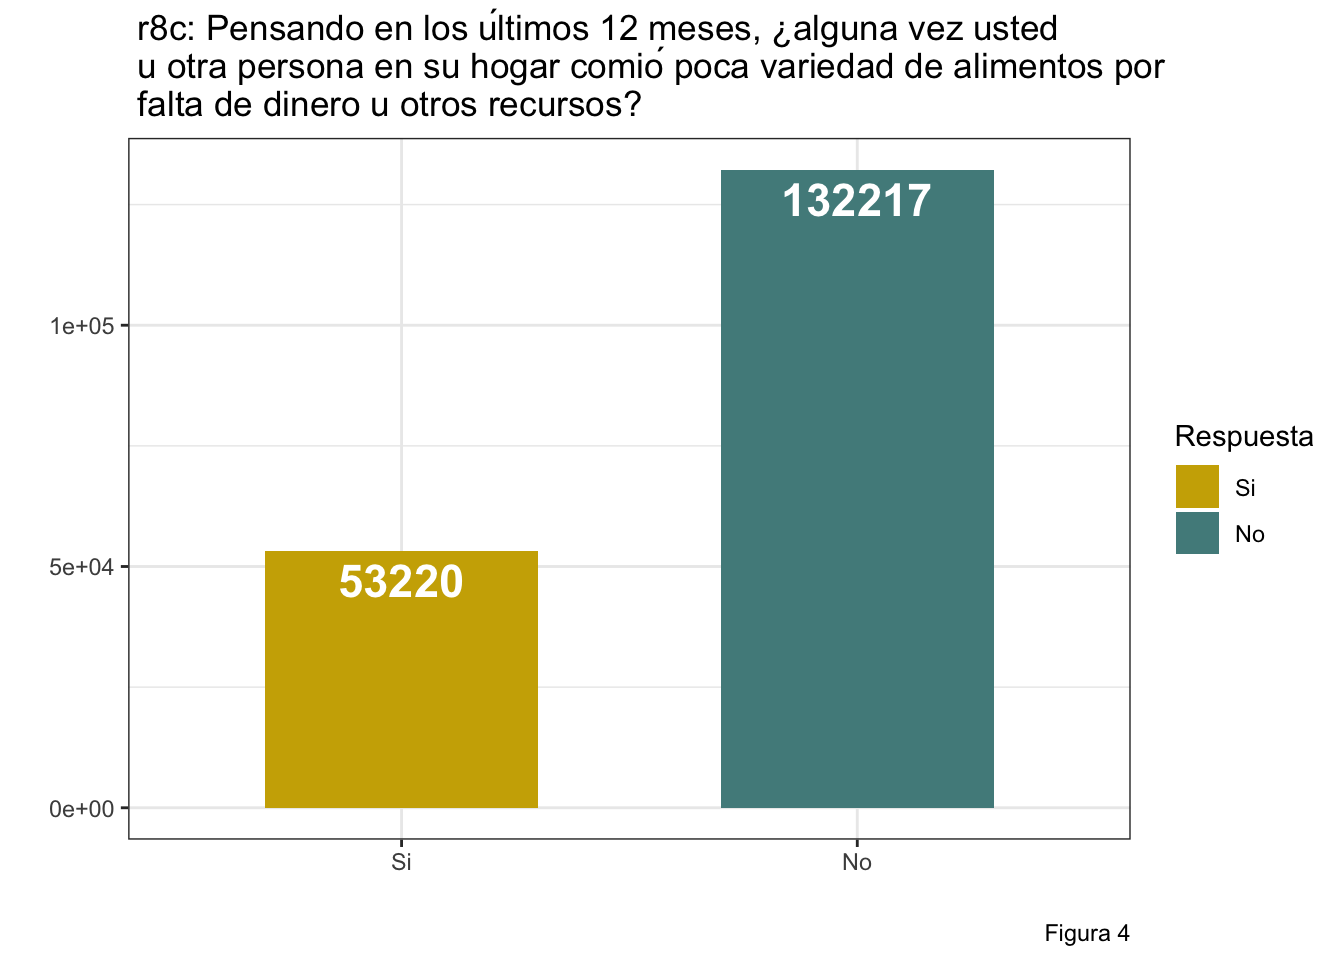 r8c: Pensando en los últimos 12 meses, ¿alguna vez usted
u otra persona en su hogar comió poca variedad de alimentos por
falta de dinero u otros recursos?
132217
1e+05
Respuesta
Si
No
5e+04
53220
0e+00
Si
No
Figura 4